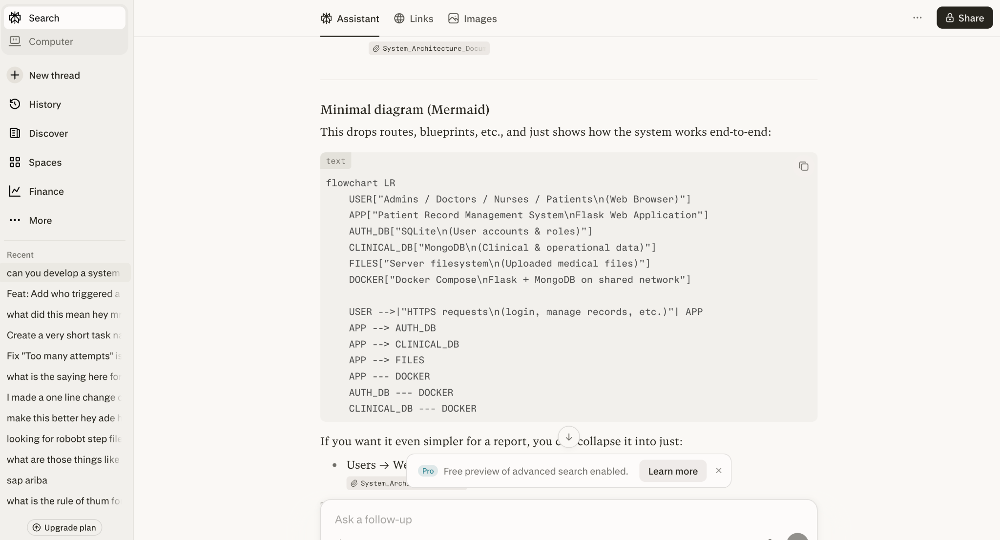 Search
Computer
New thread
History
Discover
Spaces
Finance
More
Recent
can you develop a system
Feat: Add who triggered a
what did this mean hey
Create a very short task
Fix "Too many attempts"
what is the saying here for
I made a one line change
make this better hey ade
looking for robobt step file
what are those things like
sap ariba
what is the rule of thum fo
Upgrade plan
Assistant
Links
Images
Share
System_Architecture_Docum
Minimal diagram (Mermaid)
This drops routes, blueprints, etc., and just shows how the system works end-to-end:
text
flowchart LR
    USER["Admins / Doctors / Nurses / Patients\n(Web Browser)"]
    APP["Patient Record Management System\nFlask Web Application"]
    AUTH_DB["SQLite\n(User accounts & roles)"]
    CLINICAL_DB["MongoDB\n(Clinical & operational data)"]
    FILES["Server filesystem\n(Uploaded medical files)"]
    DOCKER["Docker Compose\nFlask + MongoDB on shared network"]
    USER -->|"HTTPS requests\n(login, manage records, etc.)"| APP
    APP --> AUTH_DB
    APP --> CLINICAL_DB
    APP --> FILES
    APP --- DOCKER
    AUTH_DB --- DOCKER
    CLINICAL_DB --- DOCKER
If you want it even simpler for a report, you collapse it into just:
• Users → We
System_Archi
Pro Free preview of advanced search enabled. Learn more
Ask a follow-up